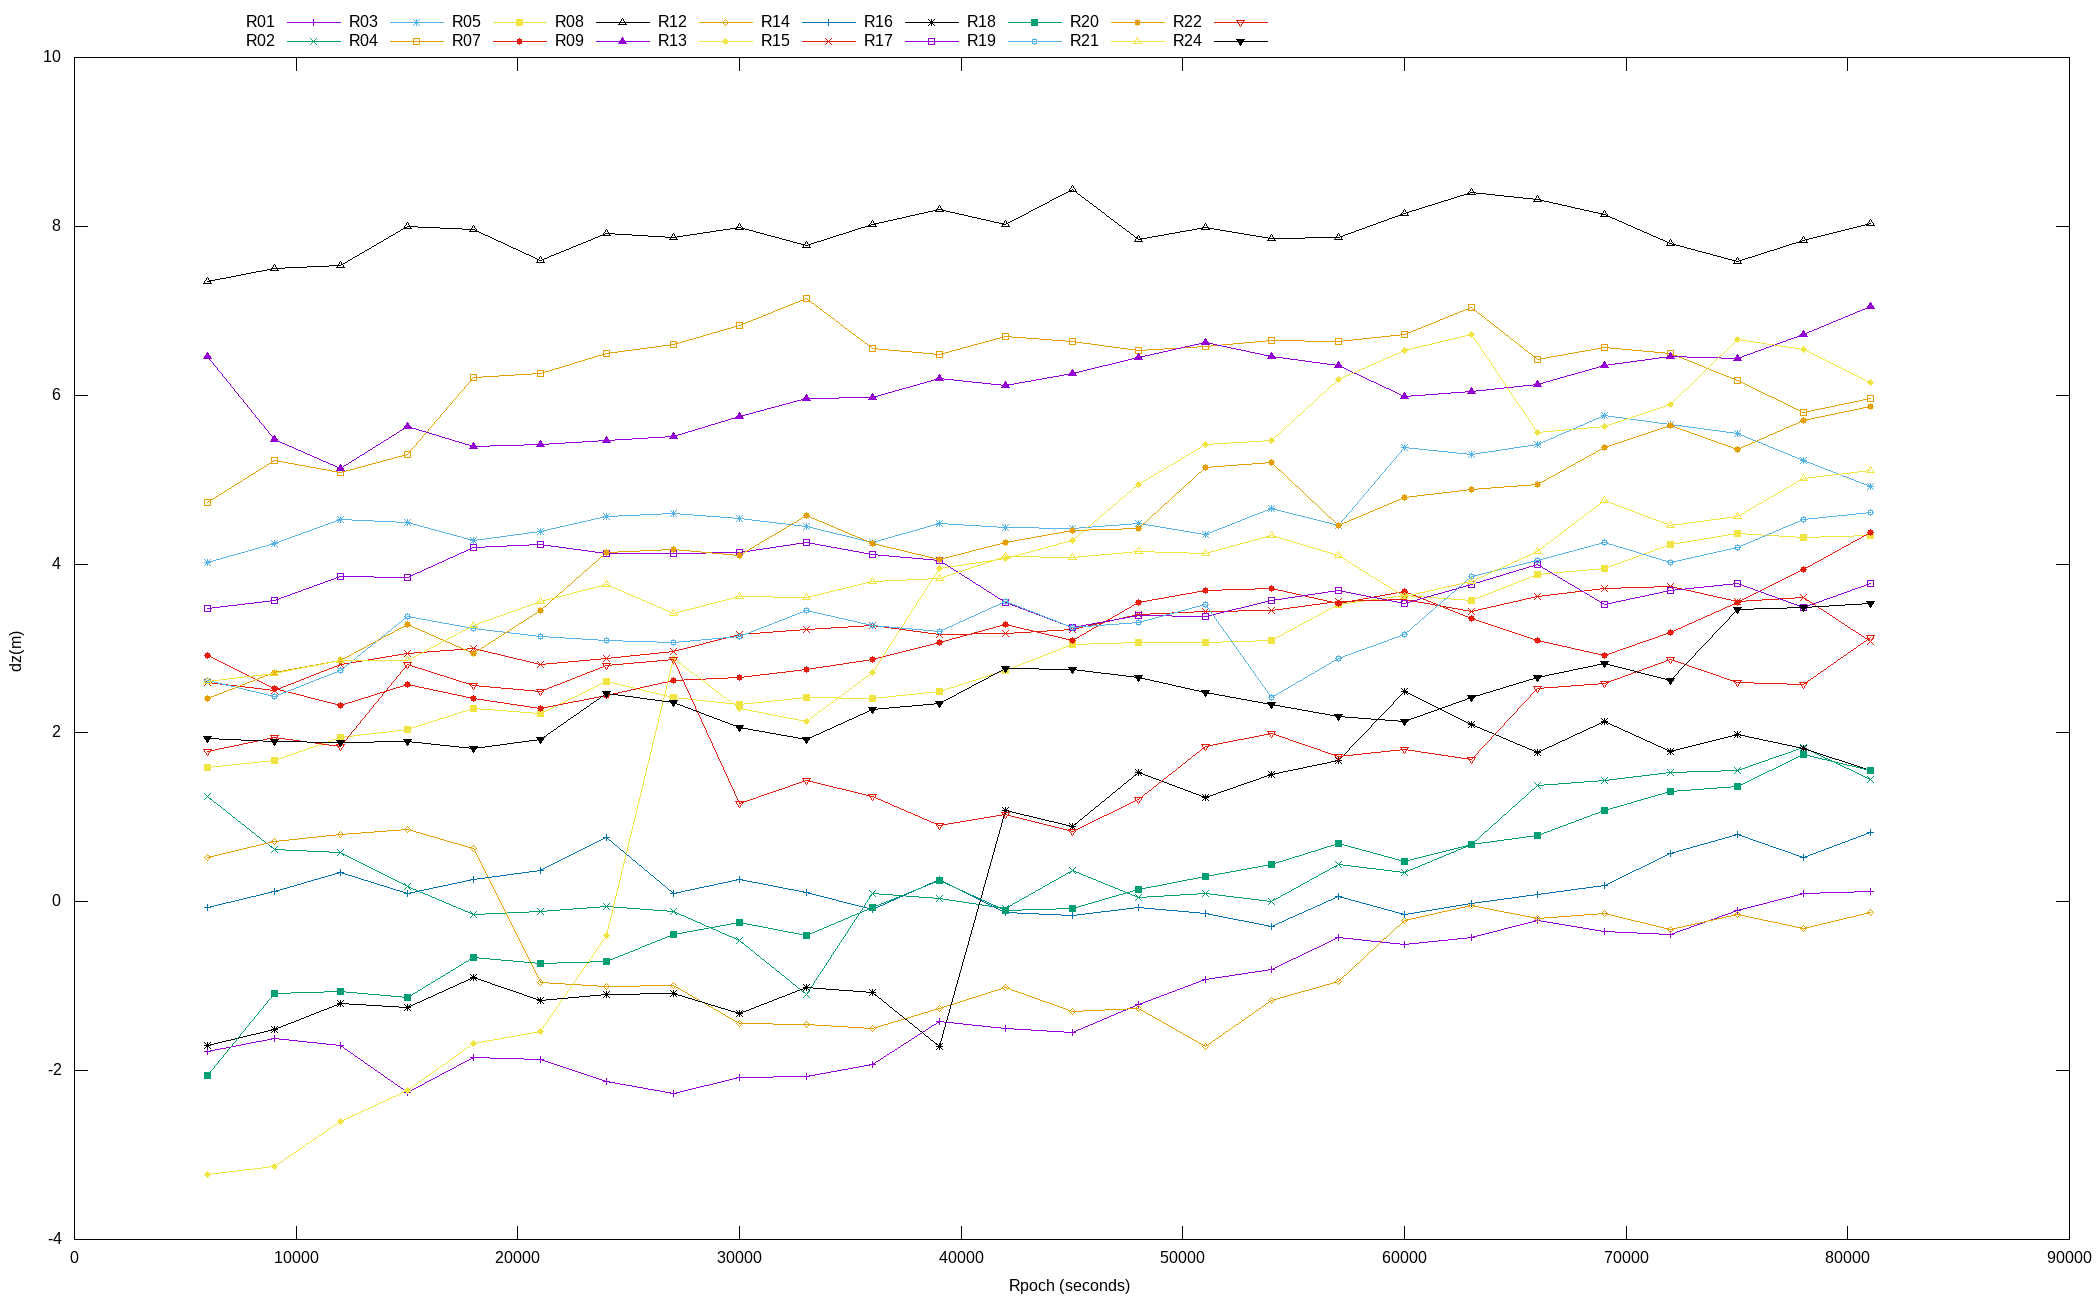 R01 R03 R05 R08 R12 R14 R16 R18 R20 R22
R02 R04 R07 R09 R13 R15 R17 R19 R21 R24
10
8
6
4
2
0
-2
-4
dz(m)
0 10000 20000 30000 40000 50000 60000 70000 80000 90000
Rpoch (seconds)